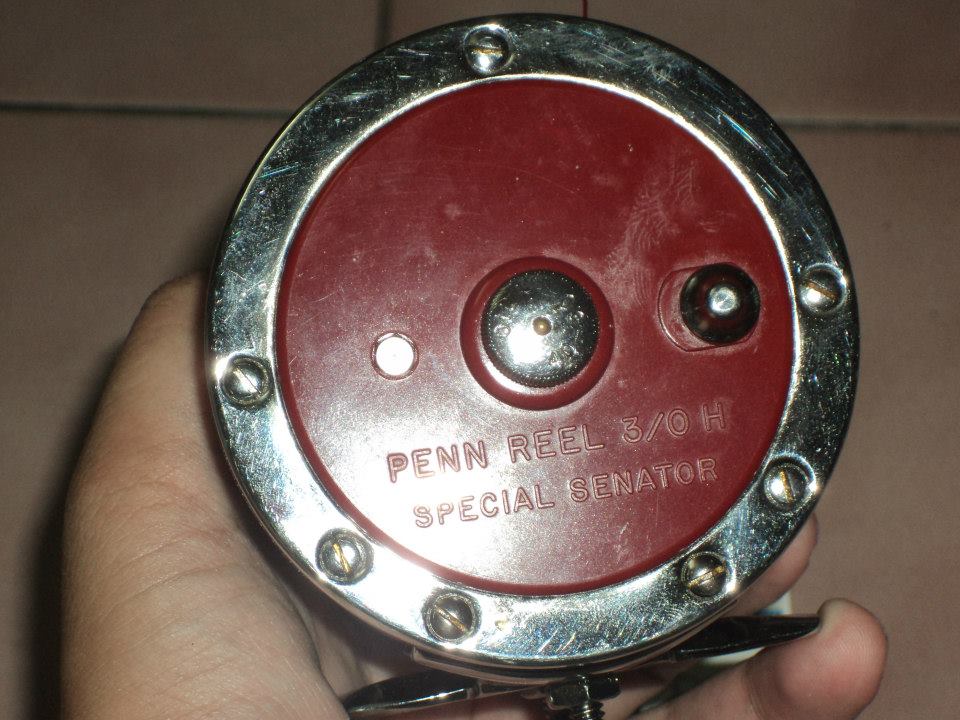 PENN REEL 3/0 H
SPECIAL SENATOR